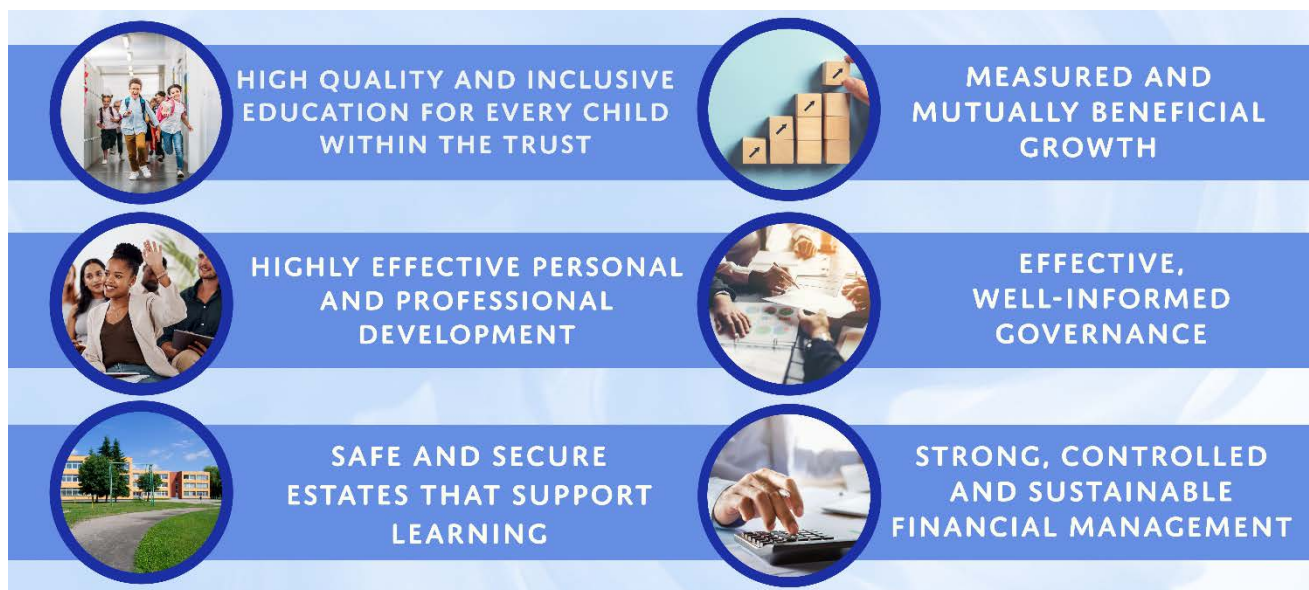 HIGH QUALITY AND INCLUSIVE
EDUCATION FOR EVERY CHILD
WITHIN THE TRUST
MEASURED AND
MUTUALLY BENEFICIAL
GROWTH
HIGHLY EFFECTIVE PERSONAL
AND PROFESSIONAL
DEVELOPMENT
EFFECTIVE,
WELL-INFORMED
GOVERNANCE
SAFE AND SECURE
ESTATES THAT SUPPORT
LEARNING
STRONG, CONTROLLED
AND SUSTAINABLE
FINANCIAL MANAGEMENT